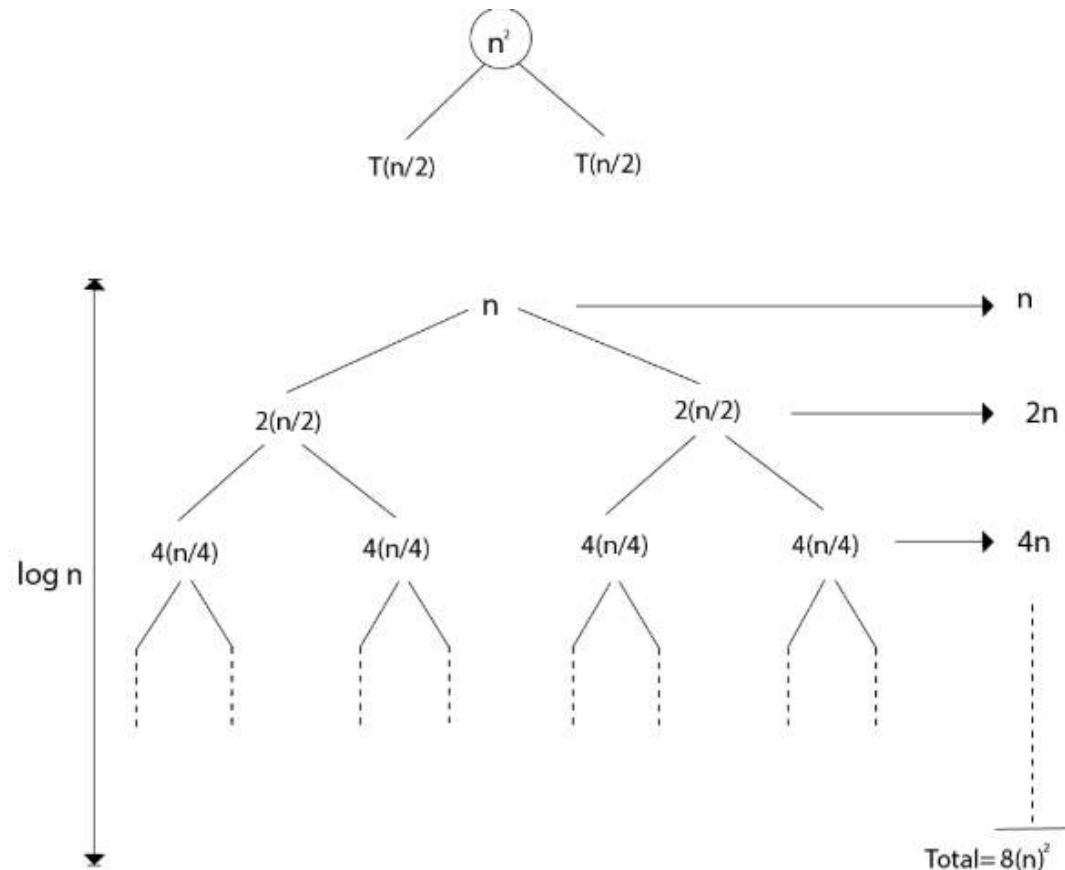 n²
T(n/2) T(n/2)
n n
2(n/2) 2(n/2) 2n
4(n/4) 4(n/4) 4(n/4) 4(n/4) 4n
log n
Total= 8(n)²